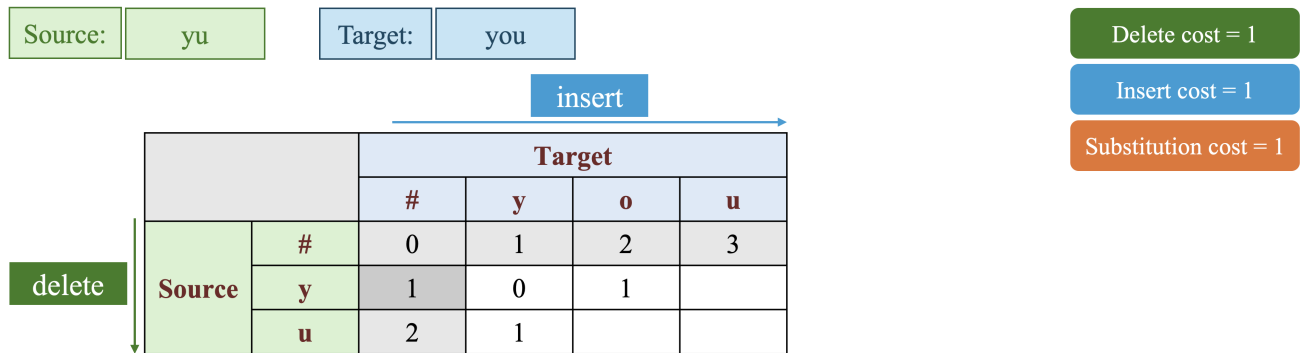 Source: yu Target: you
Delete cost = 1
Insert cost = 1
Substitution cost = 1
insert
Target
# y o u
# 0 1 2 3
delete Source y 1 0 1
u 2 1